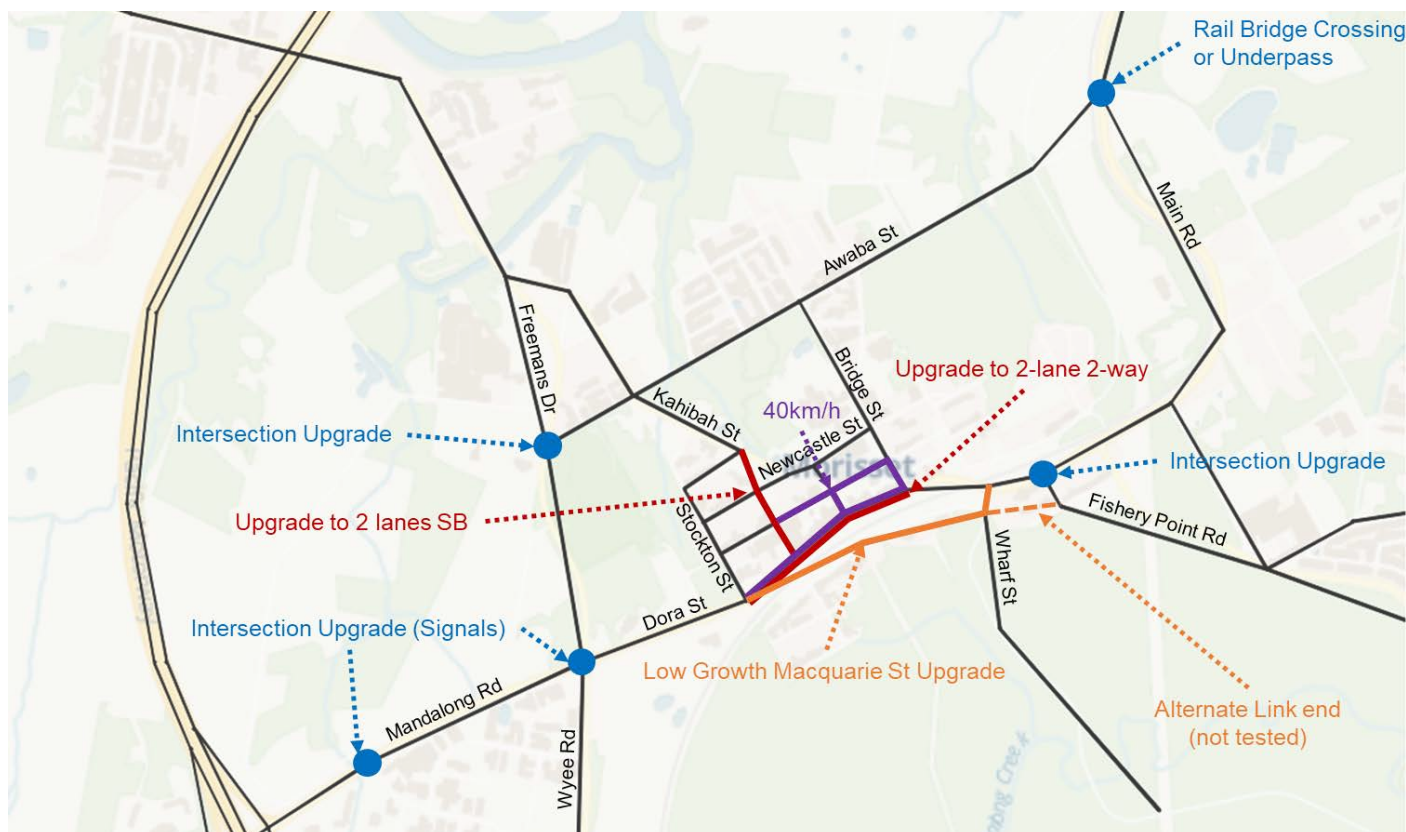 Rail Bridge Crossing
or Underpass
Main Rd
Awaba St
Freemans Dr
Bridge St
Upgrade to 2-lane 2-way
Kahibah St
40km/h
Newcastle St
Intersection Upgrade
Morisset
Intersection Upgrade
Upgrade to 2 lanes SB
Stockton St
Fishery Point Rd
Wharf St
Dora St
Intersection Upgrade (Signals)
Low Growth Macquarie St Upgrade
Mandalong Rd
Alternate Link end
(not tested)
Wyee Rd